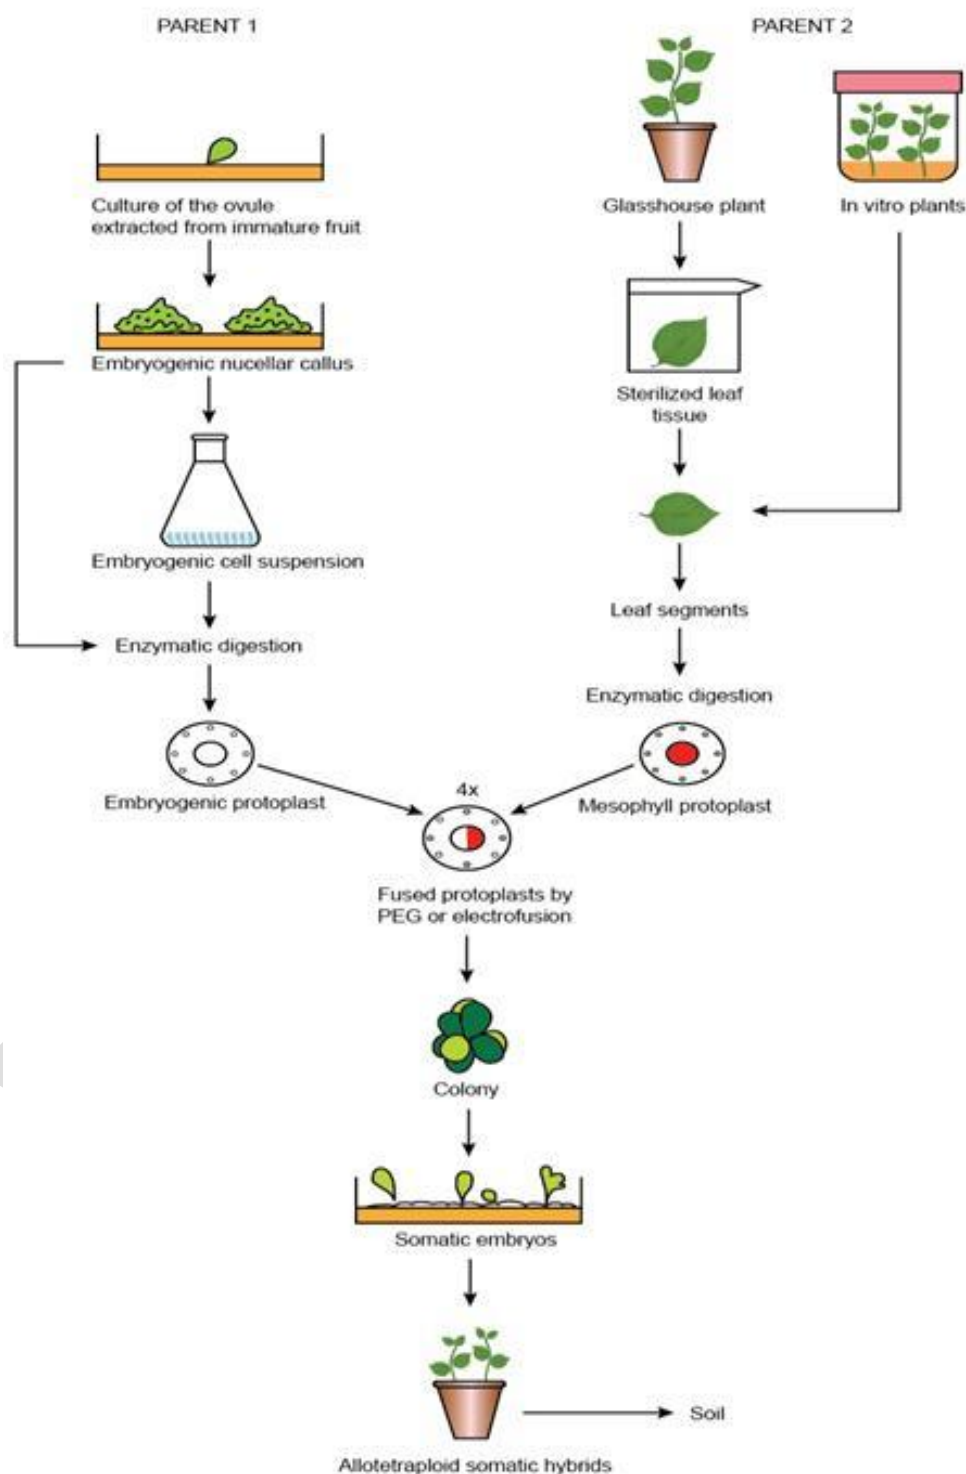 PARENT 1
PARENT 2
Culture of the ovule
extracted from immature fruit
Glasshouse plant
In vitro plants
Embryogenic nucellar callus
Sterilized leaf
tissue
Embryogenic cell suspension
Leaf segments
Enzymatic digestion
Enzymatic digestion
Embryogenic protoplast
Mesophyll protoplast
4x
Fused protoplasts by
PEG or electrofusion
Colony
Somatic embryos
Soil
Allotetraploid somatic hybrids